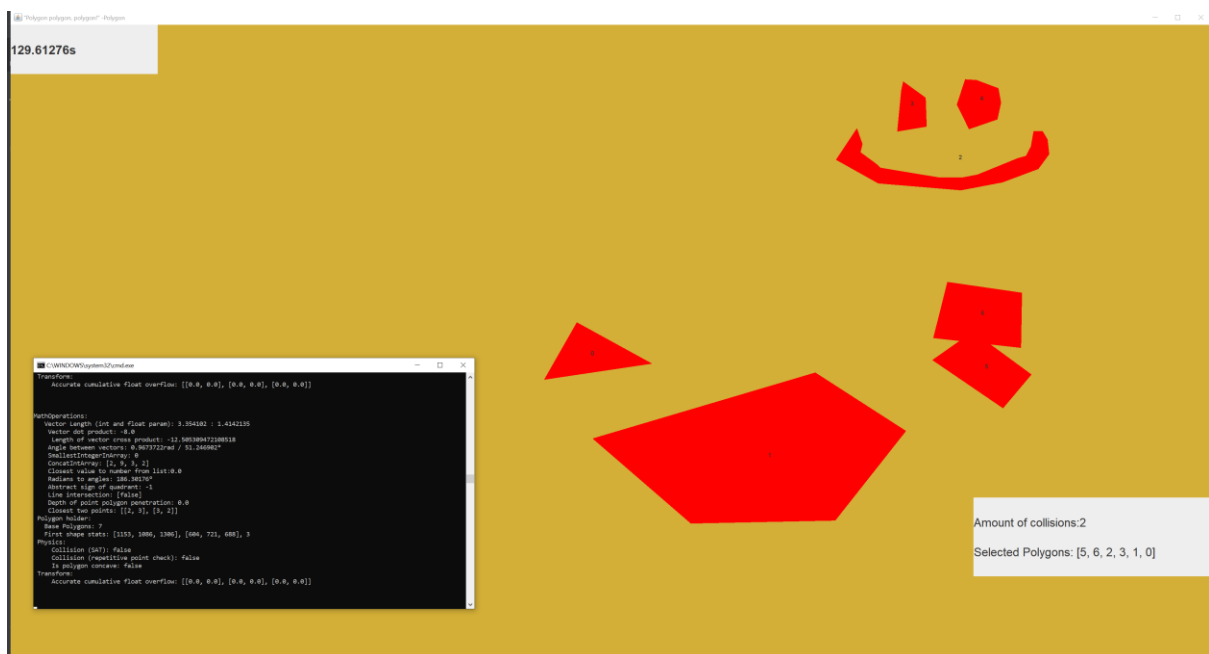 "Polygon polygon, polygon!" -Polygon
129.61276s
2
Amount of collisions:2
Selected Polygons: [5, 6, 2, 3, 1, 0]
C:\WINDOWS\system32\cmd.exe
Transform:
Accurate cumulative float overflow: [[0.0, 0.0], [0.0, 0.0], [0.0, 0.0]]
MathOperations:
Vector Length (int and float param): 3.354102 : 1.4142135
Vector dot product: -8.0
Length of vector cross product: -12.505309472108518
Angle between vectors: 0.9673722rad / 51.246902°
SmallestIntegerInArray: 0
ConcatIntArray: [2, 9, 3, 2]
Closest value to number from list:0.0
Radians to angles: 186.30176°
Abstract sign of quadrant: -1
Line intersection: [false]
Depth of point polygon penetration: 0.0
Closest two points: [[2, 3], [3, 2]]
Polygon holder:
Base Polygons: 7
First shape stats: [1153, 1086, 1306], [604, 721, 688], 3
Physics:
Collision (SAT): false
Collision (repetitive point check): false
Is polygon concave: false
Transform:
Accurate cumulative float overflow: [[0.0, 0.0], [0.0, 0.0], [0.0, 0.0]]